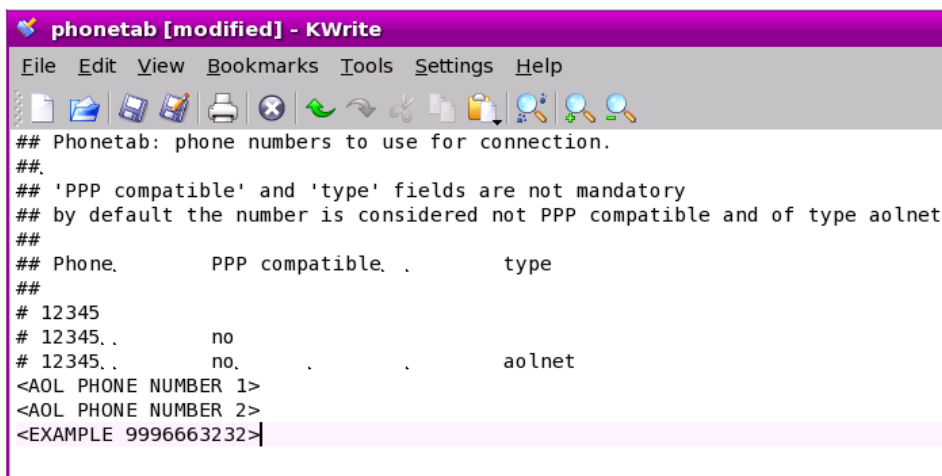 phonetab [modified] - KWrite
File Edit View Bookmarks Tools Settings Help
## Phonetab: phone numbers to use for connection.
##
## 'PPP compatible' and 'type' fields are not mandatory
## by default the number is considered not PPP compatible and of type aolnet
##
## Phone PPP compatible type
##
# 12345
# 12345 no
# 12345 no aolnet
<AOL PHONE NUMBER 1>
<AOL PHONE NUMBER 2>
<EXAMPLE 9996663232>